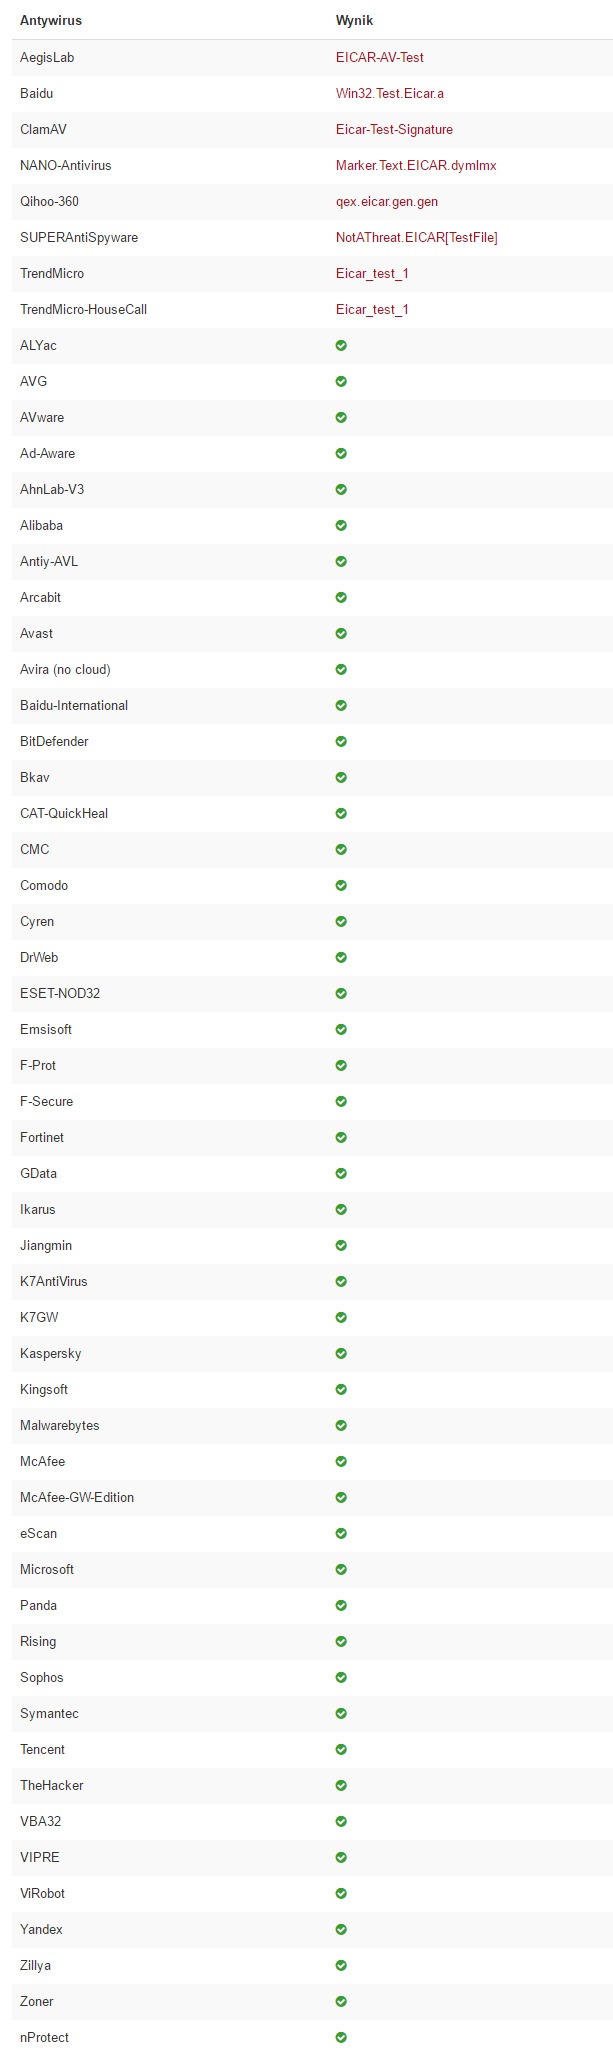 Antywirus Wynik
AegisLab EICAR-AV-Test
Baidu Win32.Test.Eicar.a
ClamAV Eicar-Test-Signature
NANO-Antivirus Marker.Text.EICAR.dymlmx
Qihoo-360 qex.eicar.gen.gen
SUPERAntiSpyware NotAThreat.EICAR[TestFile]
TrendMicro Eicar_test_1
TrendMicro-HouseCall Eicar_test_1
ALYac
AVG
AVware
Ad-Aware
AhnLab-V3
Alibaba
Antiy-AVL
Arcabit
Avast
Avira (no cloud)
Baidu-International
BitDefender
Bkav
CAT-QuickHeal
CMC
Comodo
Cyren
DrWeb
ESET-NOD32
Emsisoft
F-Prot
F-Secure
Fortinet
GData
Ikarus
Jiangmin
K7AntiVirus
K7GW
Kaspersky
Kingsoft
Malwarebytes
McAfee
McAfee-GW-Edition
eScan
Microsoft
Panda
Rising
Sophos
Symantec
Tencent
TheHacker
VBA32
VIPRE
ViRobot
Yandex
Zillya
Zoner
nProtect